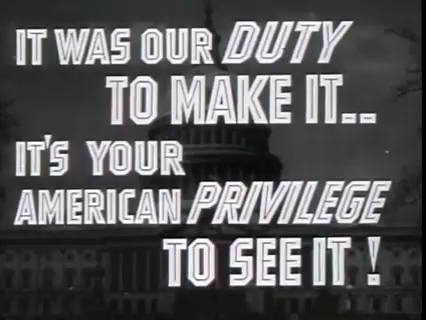 IT WAS OUR DUTY
TO MAKE IT..
IT'S YOUR
AMERICAN PRIVILEGE
TO SEE IT!